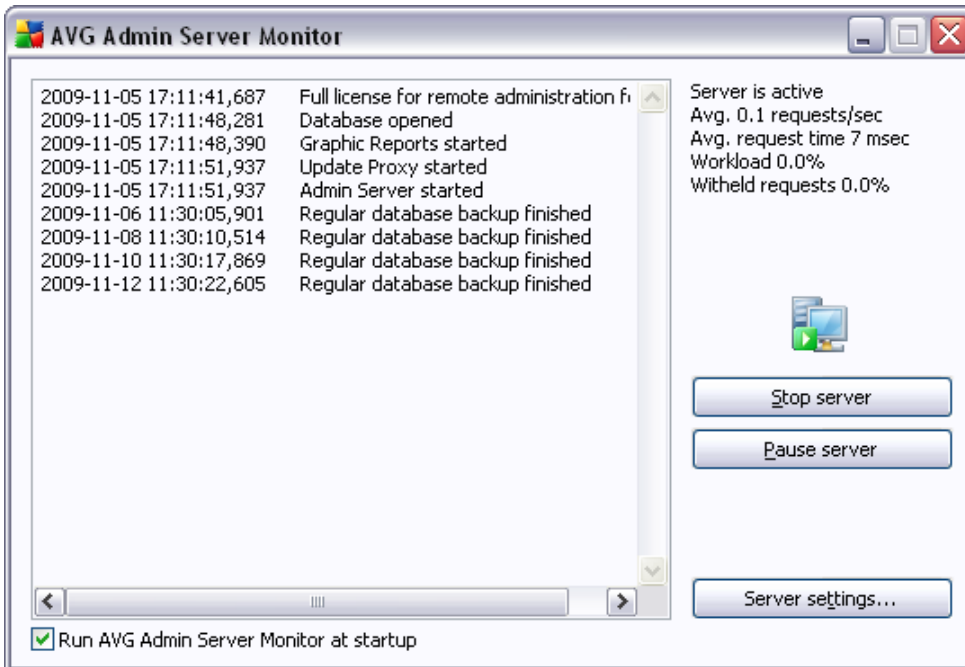 AVG Admin Server Monitor
2009-11-05 17:11:41,687 Full license for remote administration
2009-11-05 17:11:48,281 Database opened
2009-11-05 17:11:48,390 Graphic Reports started
2009-11-05 17:11:51,937 Update Proxy started
2009-11-05 17:11:51,937 Admin Server started
2009-11-06 11:30:05,901 Regular database backup finished
2009-11-08 11:30:10,514 Regular database backup finished
2009-11-10 11:30:17,869 Regular database backup finished
2009-11-12 11:30:22,605 Regular database backup finished
Run AVG Admin Server Monitor at startup
Server is active
Avg. 0.1 requests/sec
Avg. request time 7 msec
Workload 0.0%
Witheld requests 0.0%
Stop server
Pause server
Server settings...